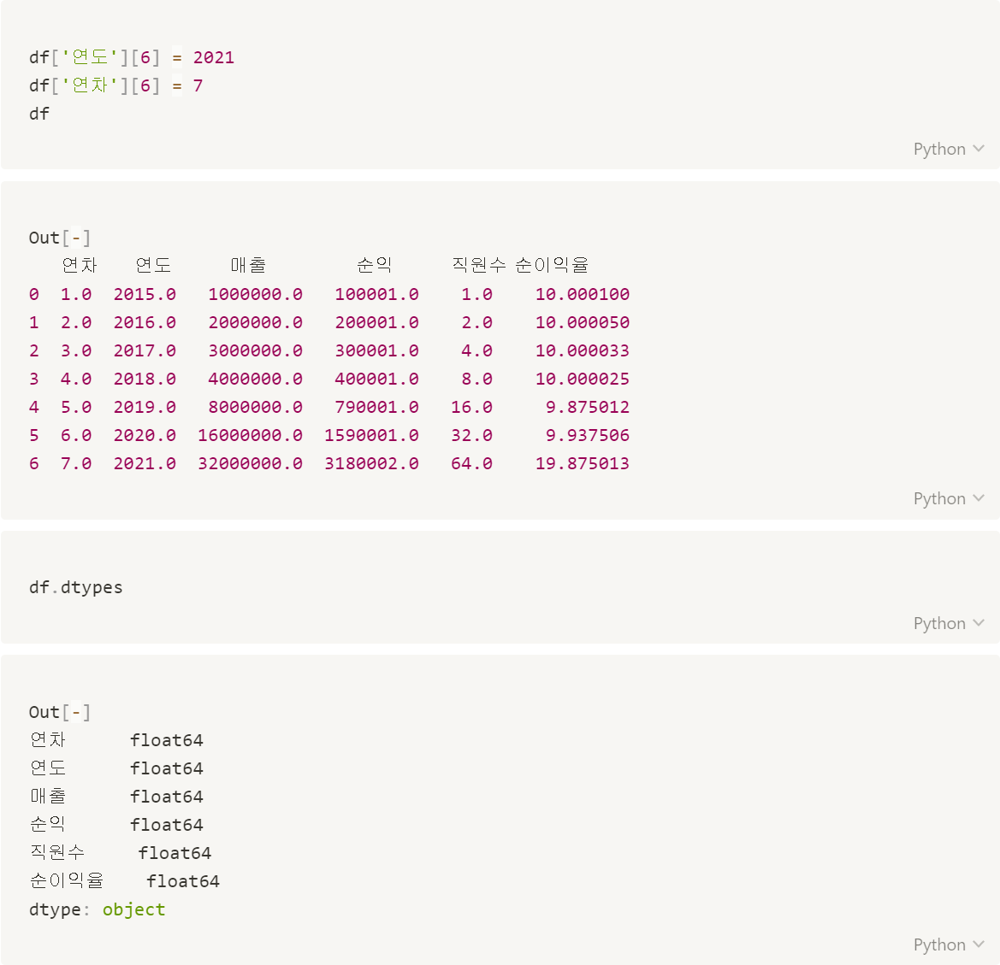 df['연도'][6] = 2021
df['연차'][6] = 7
df
Python
Out[-]
연차 연도 매출 순익 직원수 순이익율
0 1.0 2015.0 1000000.0 100001.0 1.0 10.000100
1 2.0 2016.0 2000000.0 200001.0 2.0 10.000050
2 3.0 2017.0 3000000.0 300001.0 4.0 10.000033
3 4.0 2018.0 4000000.0 400001.0 8.0 10.000025
4 5.0 2019.0 8000000.0 790001.0 16.0 9.875012
5 6.0 2020.0 16000000.0 1590001.0 32.0 9.937506
6 7.0 2021.0 32000000.0 3180002.0 64.0 19.875013
Python
df.dtypes
Python
Out[-]
연차 float64
연도 float64
매출 float64
순익 float64
직원수 float64
순이익율 float64
dtype: object
Python